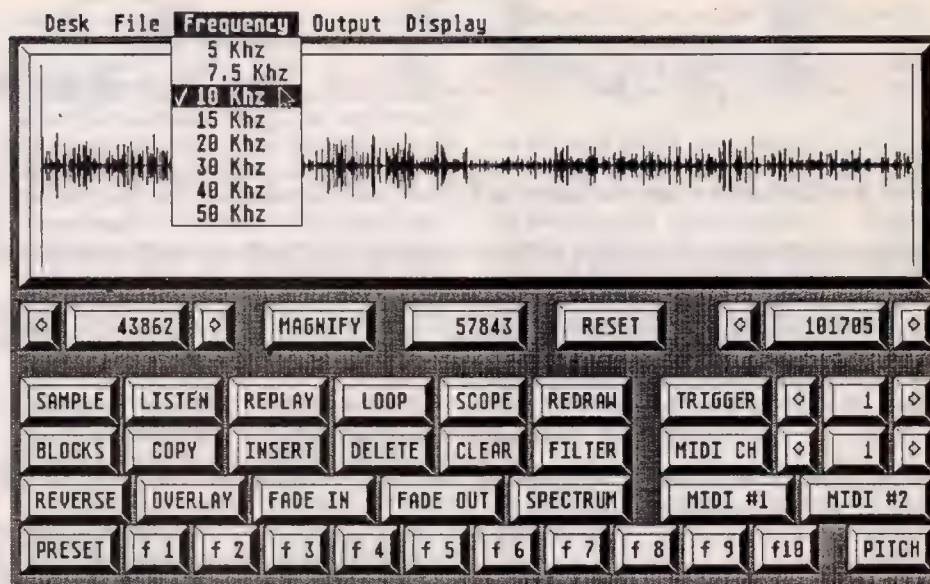 Desk File Frequency Output Display
5 Khz
7.5 Khz
✓ 10 Khz
15 Khz
20 Khz
30 Khz
40 Khz
50 Khz
43862 MAGNIFY 57843 RESET 101705
SAMPLE LISTEN REPLAY LOOP SCOPE REDRAW TRIGGER 1
BLOCKS COPY INSERT DELETE CLEAR FILTER MIDI CH 1
REVERSE OVERLAY FADE IN FADE OUT SPECTRUM MIDI #1 MIDI #2
PRESET f 1 f 2 f 3 f 4 f 5 f 6 f 7 f 8 f 9 f10 PITCH